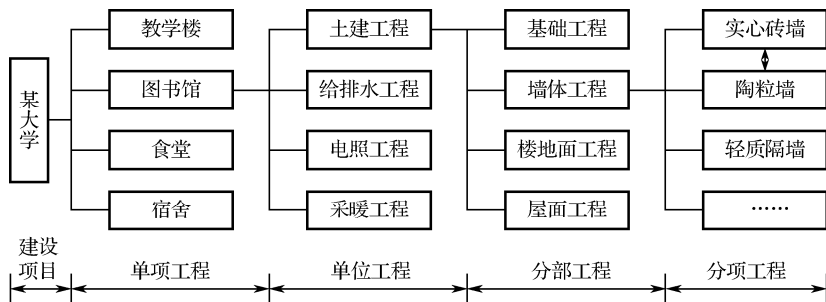 某大学
教学楼
图书馆
食堂
宿舍
土建工程
给排水工程
电照工程
采暖工程
基础工程
墙体工程
楼地面工程
屋面工程
实心砖墙
陶粒墙
轻质隔墙
……
建设
项目
单项工程
单位工程
分部工程
分项工程